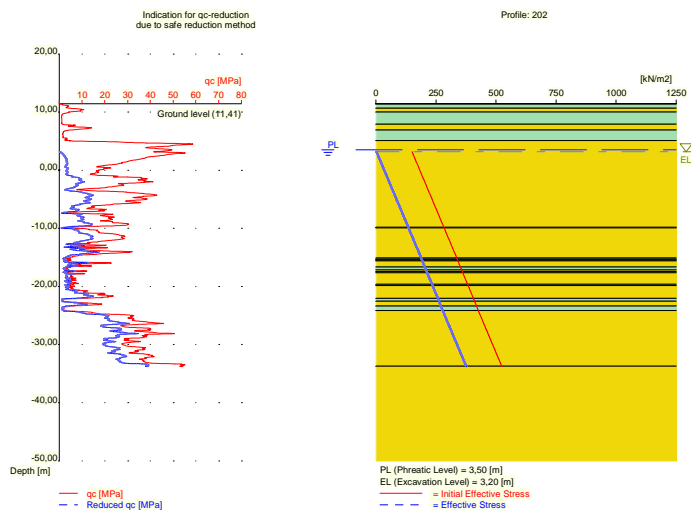 Indication for qc-reduction
due to safe reduction method
20,00
qc [MPa]
10 20 30 40 50 60 70 80
10,00
Ground level (11,41)
0,00
-10,00
-20,00
-30,00
-40,00
-50,00
Depth [m]
qc [MPa]
Reduced qc [MPa]
Profile: 202
[kN/m2]
0 250 500 750 1000 1250
PL
EL
PL (Phreatic Level) = 3,50 [m]
EL (Excavation Level) = 3,20 [m]
= Initial Effective Stress
= Effective Stress